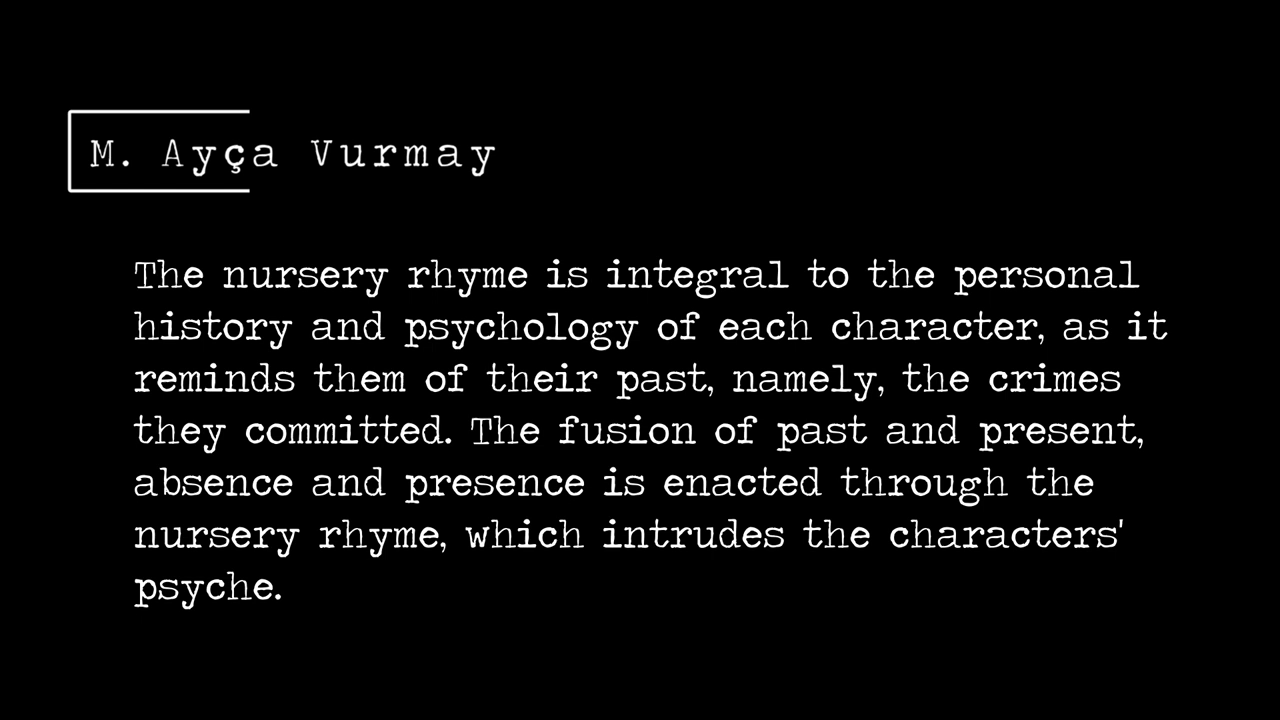 M. Ayça Vurmay
The nursery rhyme is integral to the personal
history and psychology of each character, as it
reminds them of their past, namely, the crimes
they committed. The fusion of past and present,
absence and presence is enacted through the
nursery rhyme, which intrudes the characters'
psyche.